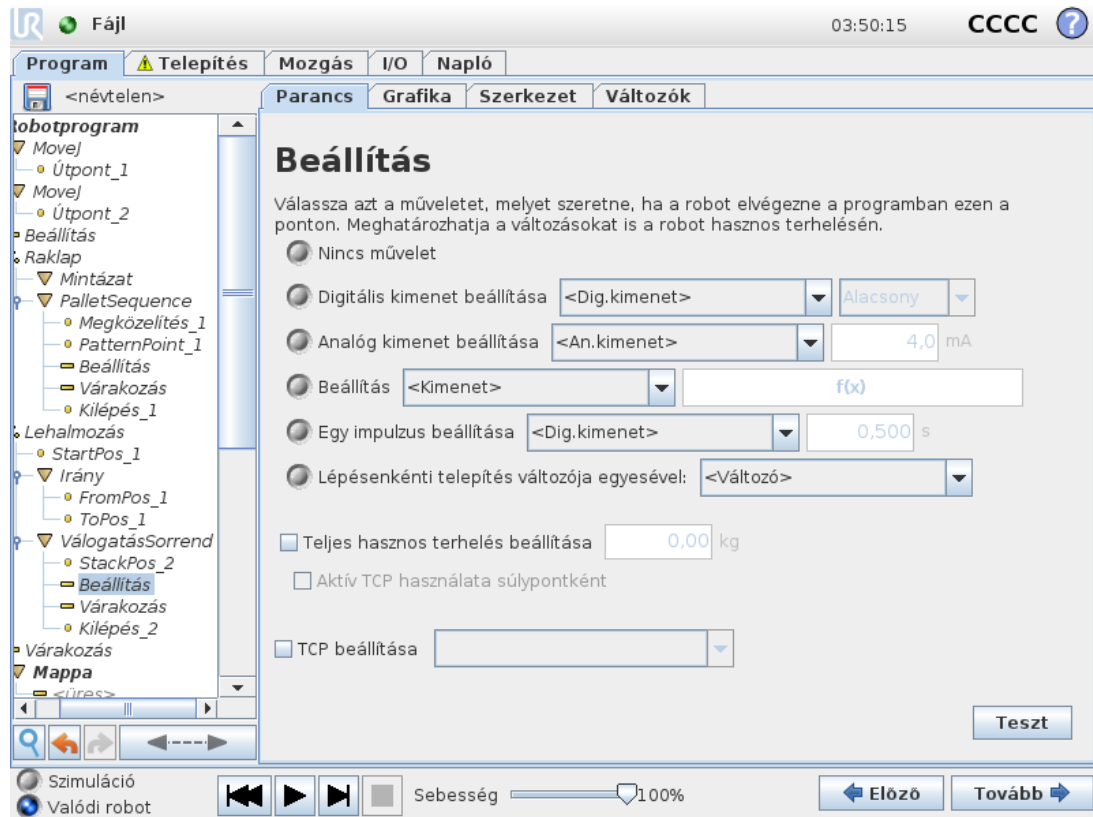 UR Fájl 03:50:15 CCCC ?
Program Telepítés Mozgás I/O Napló
<névtelen> Parancs Grafika Szerkezet Változók
Robotprogram
MoveJ
Útpont_1
MoveJ
Útpont_2
Beállítás
Raklap
Mintázat
PalletSequence
Megközelítés_1
PatternPoint_1
Beállítás
Várakozás
Kilépés_1
Lehalmozás
StartPos_1
Irány
FromPos_1
ToPos_1
VálogatásSorrend
StackPos_2
Beállítás
Várakozás
Kilépés_2
Várakozás
Mappa
<üres>
Beállítás
Válassza azt a műveletet, melyet szeretne, ha a robot elvégezne a programban ezen a
ponton. Meghatározhatja a változásokat is a robot hasznos terhelésén.
Nincs művelet
Digitális kimenet beállítása <Dig.kimenet> Alacsony
Analóg kimenet beállítása <An.kimenet> 4,0 mA
Beállítás <Kimenet> f(x)
Egy impulzus beállítása <Dig.kimenet> 0,500 s
Lépésenkénti telepítés változója egyesével: <Változó>
Teljes hasznos terhelés beállítása 0,00 kg
Aktív TCP használata súlypontként
TCP beállítása
Teszt
Szimuláció
Valódi robot
Sebesség 100%
Előző Tovább